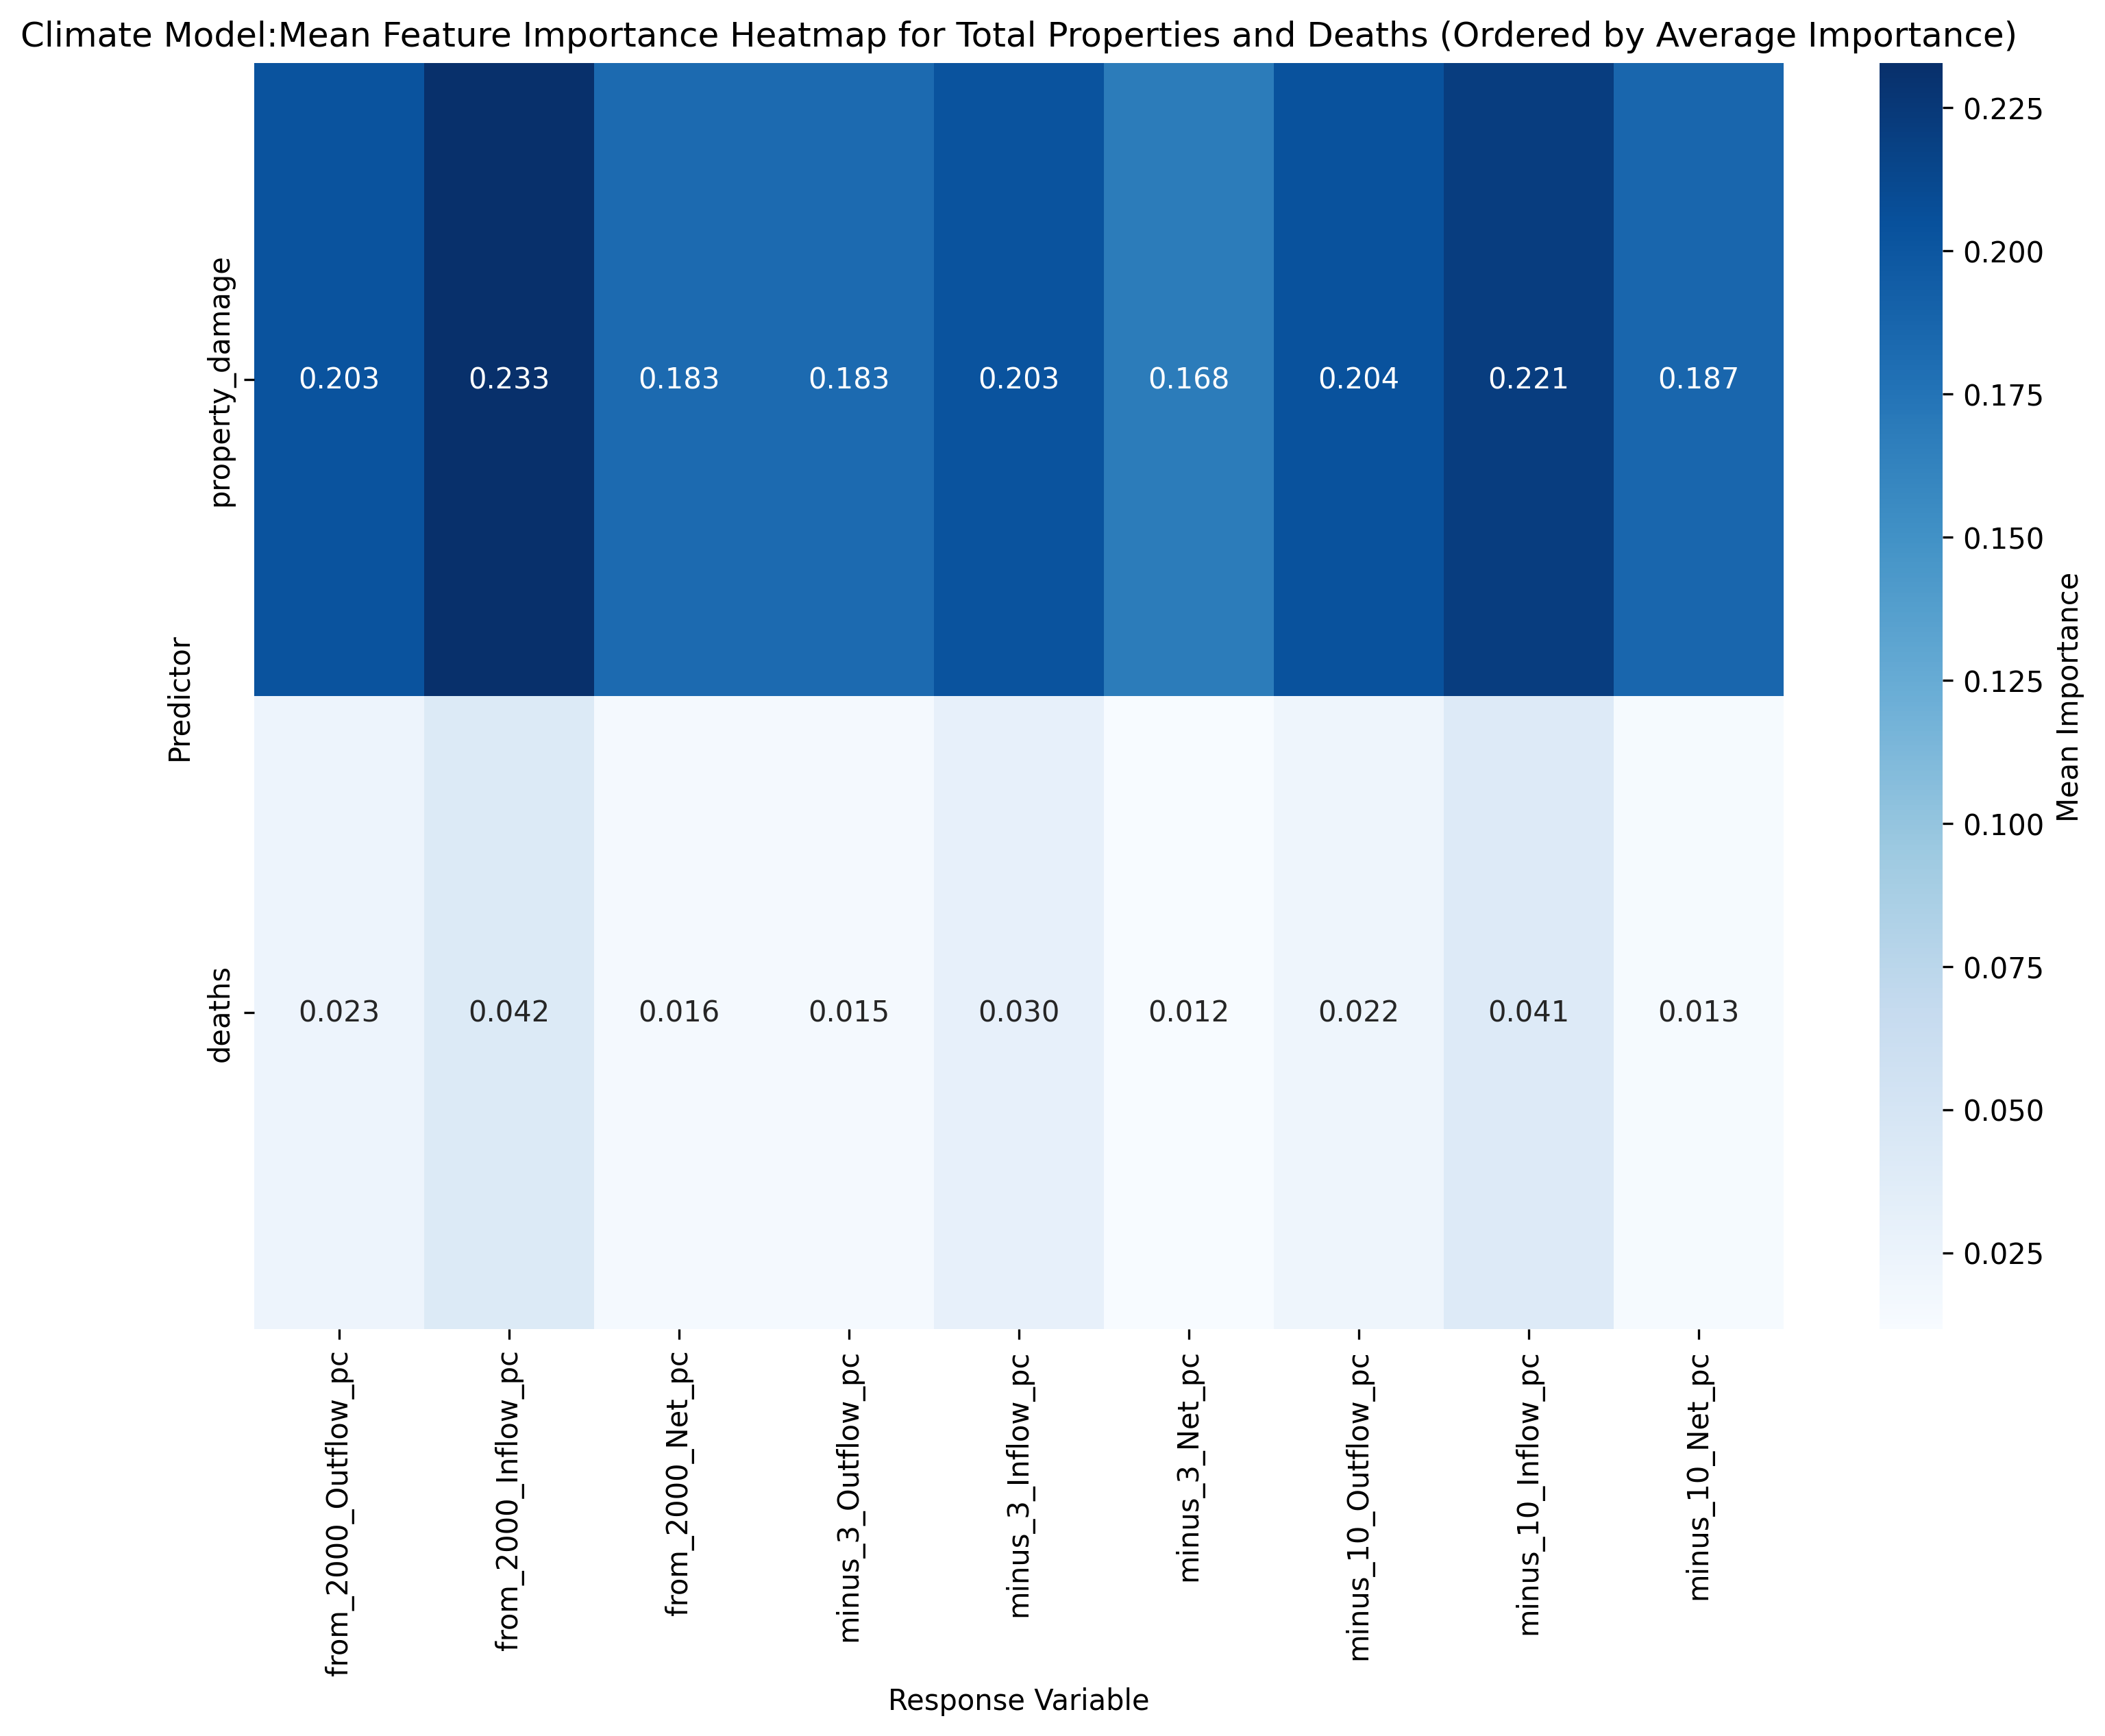 Climate Model:Mean Feature Importance Heatmap for Total Properties and Deaths (Ordered by Average Importance)
Predictor
property_damage
0.203 0.233 0.183 0.183 0.203 0.168 0.204 0.221 0.187
deaths
0.023 0.042 0.016 0.015 0.030 0.012 0.022 0.041 0.013
from_2000_Outflow_pc
from_2000_Inflow_pc
from_2000_Net_pc
minus_3_Outflow_pc
minus_3_Inflow_pc
minus_3_Net_pc
minus_10_Outflow_pc
minus_10_Inflow_pc
minus_10_Net_pc
Response Variable
0.225
0.200
0.175
0.150
0.125
0.100
0.075
0.050
0.025
Mean Importance